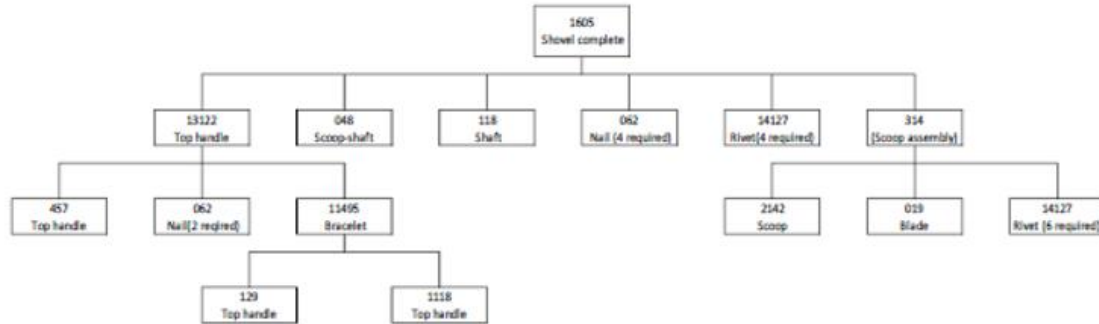 1605
Shovel complete
13122
Top handle
048
Scoop-shaft
118
Shaft
062
Nail (4 required)
14127
Rivet(4 required)
314
(Scoop assembly)
457
Top handle
062
Nail(2 reqired)
11495
Bracelet
2142
Scoop
019
Blade
14127
Rivet (6 required)
129
Top handle
1118
Top handle